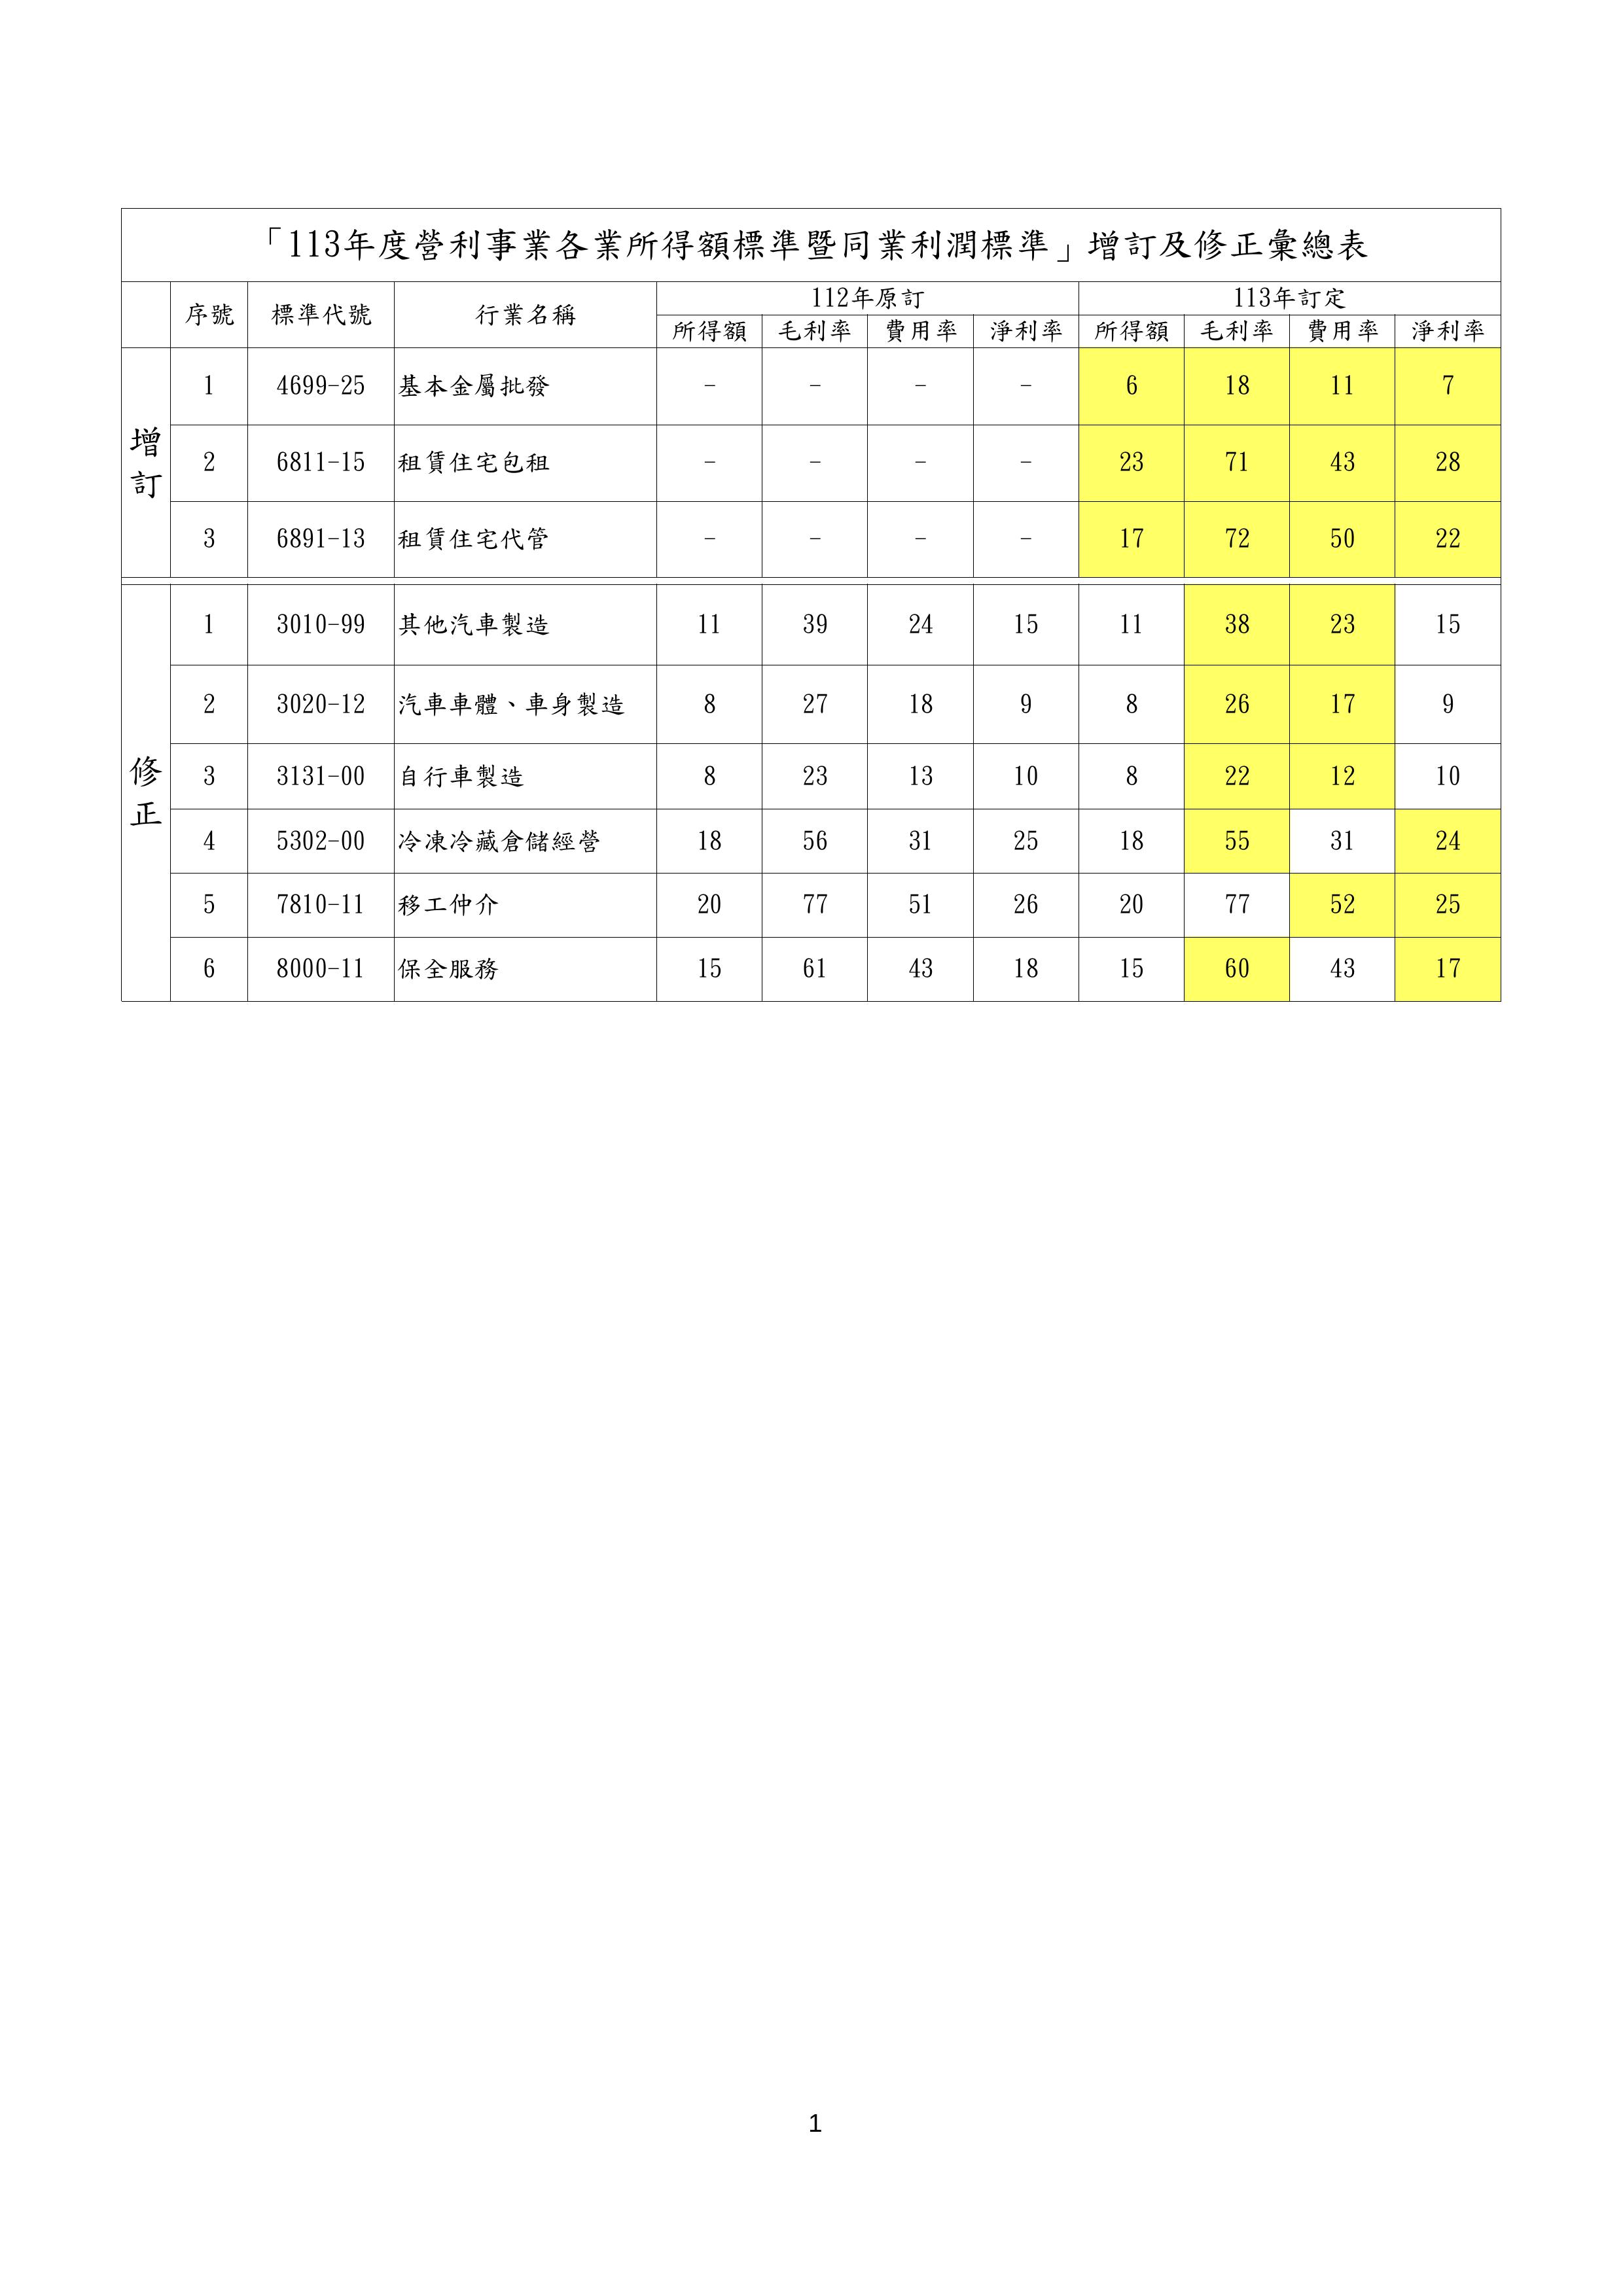 「113年度營利事業各業所得額標準暨同業利潤標準」增訂及修正彙總表
序號 標準代號 行業名稱 112年原訂 113年訂定
所得額 毛利率 費用率 淨利率 所得額 毛利率 費用率 淨利率
增訂
1 4699-25 基本金屬批發 - - - - 6 18 11 7
2 6811-15 租賃住宅包租 - - - - 23 71 43 28
3 6891-13 租賃住宅代管 - - - - 17 72 50 22
修正
1 3010-99 其他汽車製造 11 39 24 15 11 38 23 15
2 3020-12 汽車車體、車身製造 8 27 18 9 8 26 17 9
3 3131-00 自行車製造 8 23 13 10 8 22 12 10
4 5302-00 冷凍冷藏倉儲經營 18 56 31 25 18 55 31 24
5 7810-11 移工仲介 20 77 51 26 20 77 52 25
6 8000-11 保全服務 15 61 43 18 15 60 43 17
1